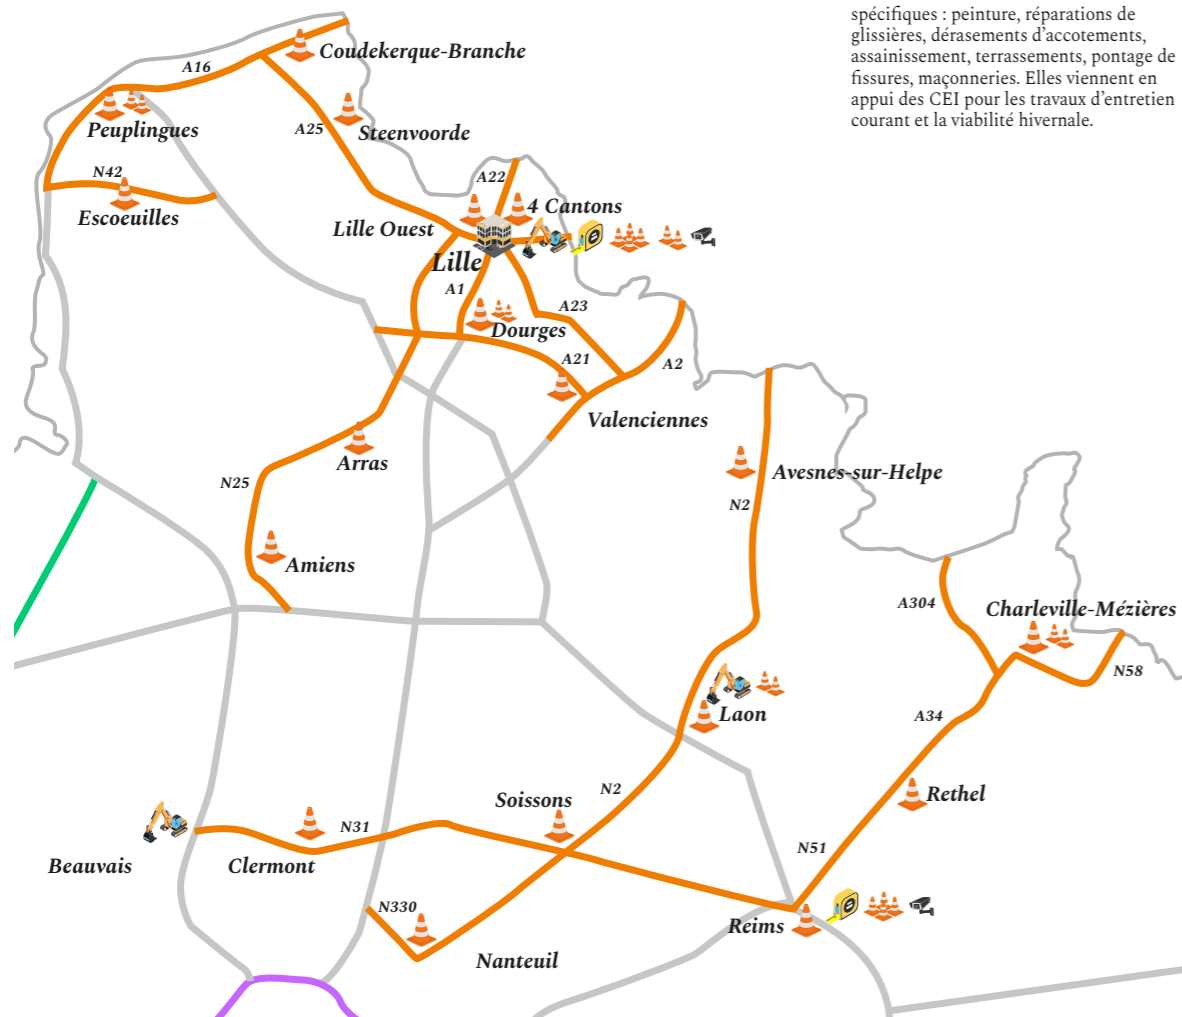 spécifiques : peinture, réparations de
glissières, dérasements d’accotements,
assainissement, terrassements, pontage de
fissures, maçonneries. Elles viennent en
appui des CEI pour les travaux d’entretien
courant et la viabilité hivernale.
Coudekerque-Branche
A16
Peuplingues
A25
Steenvoorde
N42
Escoeuilles
A22
4 Cantons
Lille Ouest
Lille
A1
A23
Dourges
A21
A2
Valenciennes
Arras
N25
Avesnes-sur-Helpe
N2
Amiens
A304
Charleville-Mézières
N58
Laon
A34
N2
Soissons
Rethel
N31
N51
Beauvais
Clermont
N330
Reims
Nanteuil